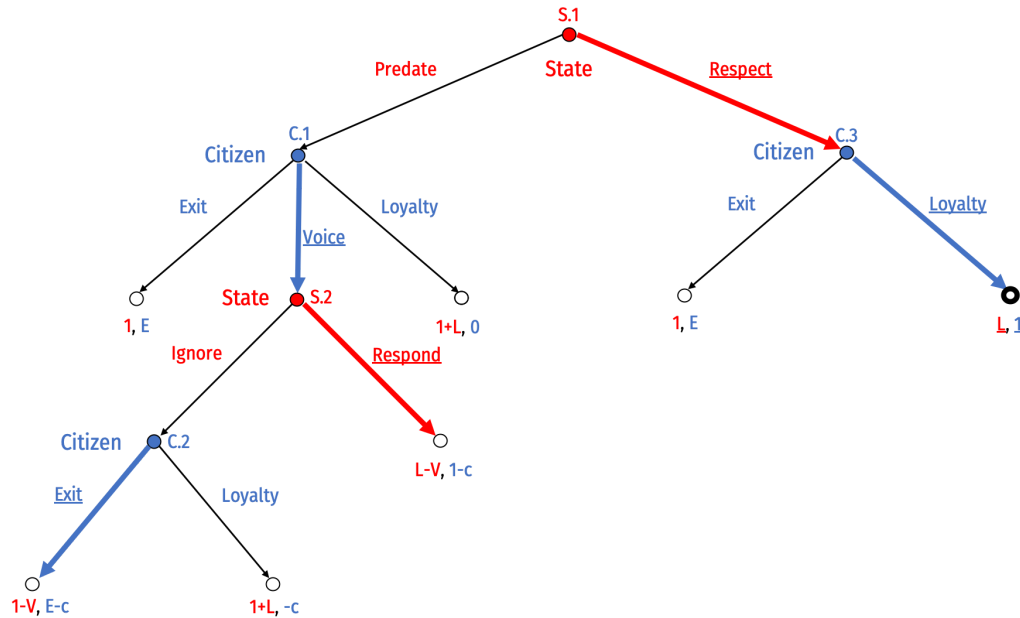 S.1
State
Predate
Respect
C.1
Citizen
C.3
Citizen
Exit
Voice
Loyalty
Exit
Loyalty
State
S.2
1, E
1+L, 0
1, E
L, 1
Ignore
Respond
Citizen
C.2
L-V, 1-c
Exit
Loyalty
1-V, E-c
1+L, -c